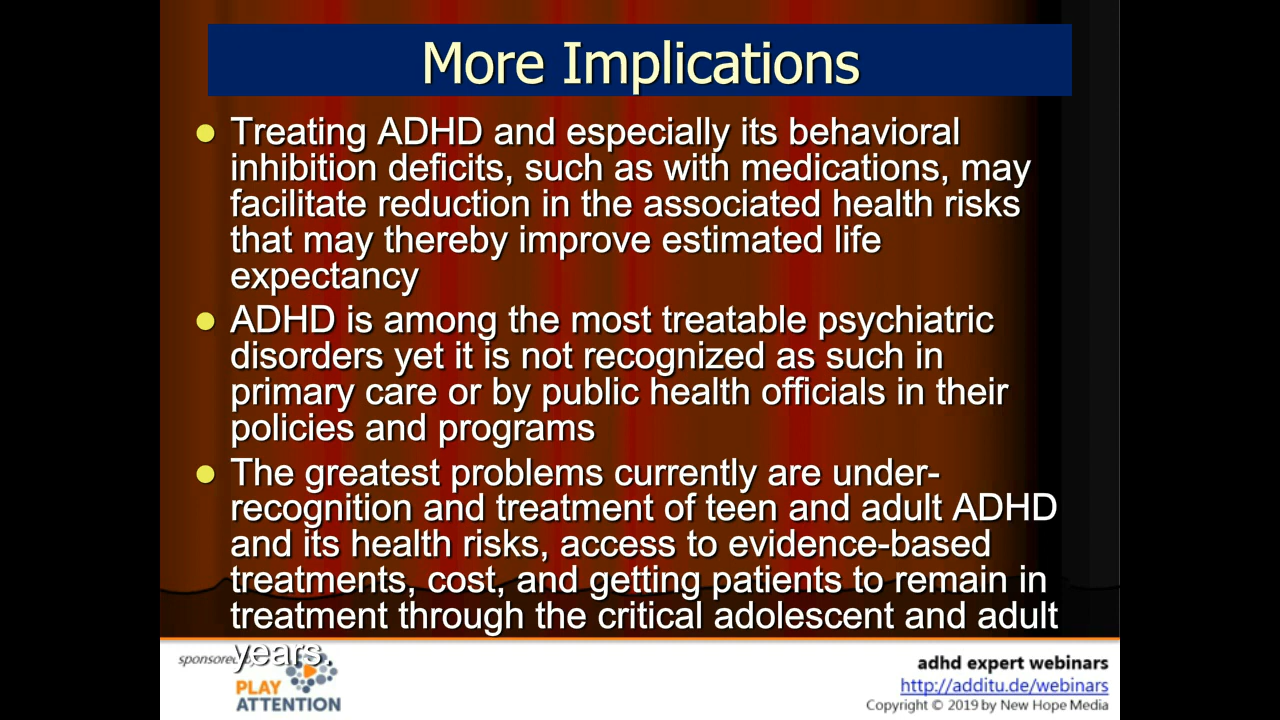 More Implications
Treating ADHD and especially its behavioral
inhibition deficits, such as with medications, may
facilitate reduction in the associated health risks
that may thereby improve estimated life
expectancy
ADHD is among the most treatable psychiatric
disorders yet it is not recognized as such in
primary care or by public health officials in their
policies and programs
The greatest problems currently are under-
recognition and treatment of teen and adult ADHD
and its health risks, access to evidence-based
treatments, cost, and getting patients to remain in
treatment through the critical adolescent and adult
years.
PLAY
ATTENTION
adhd expert webinars
http://additu.de/webinars
Copyright © 2019 by New Hope Media